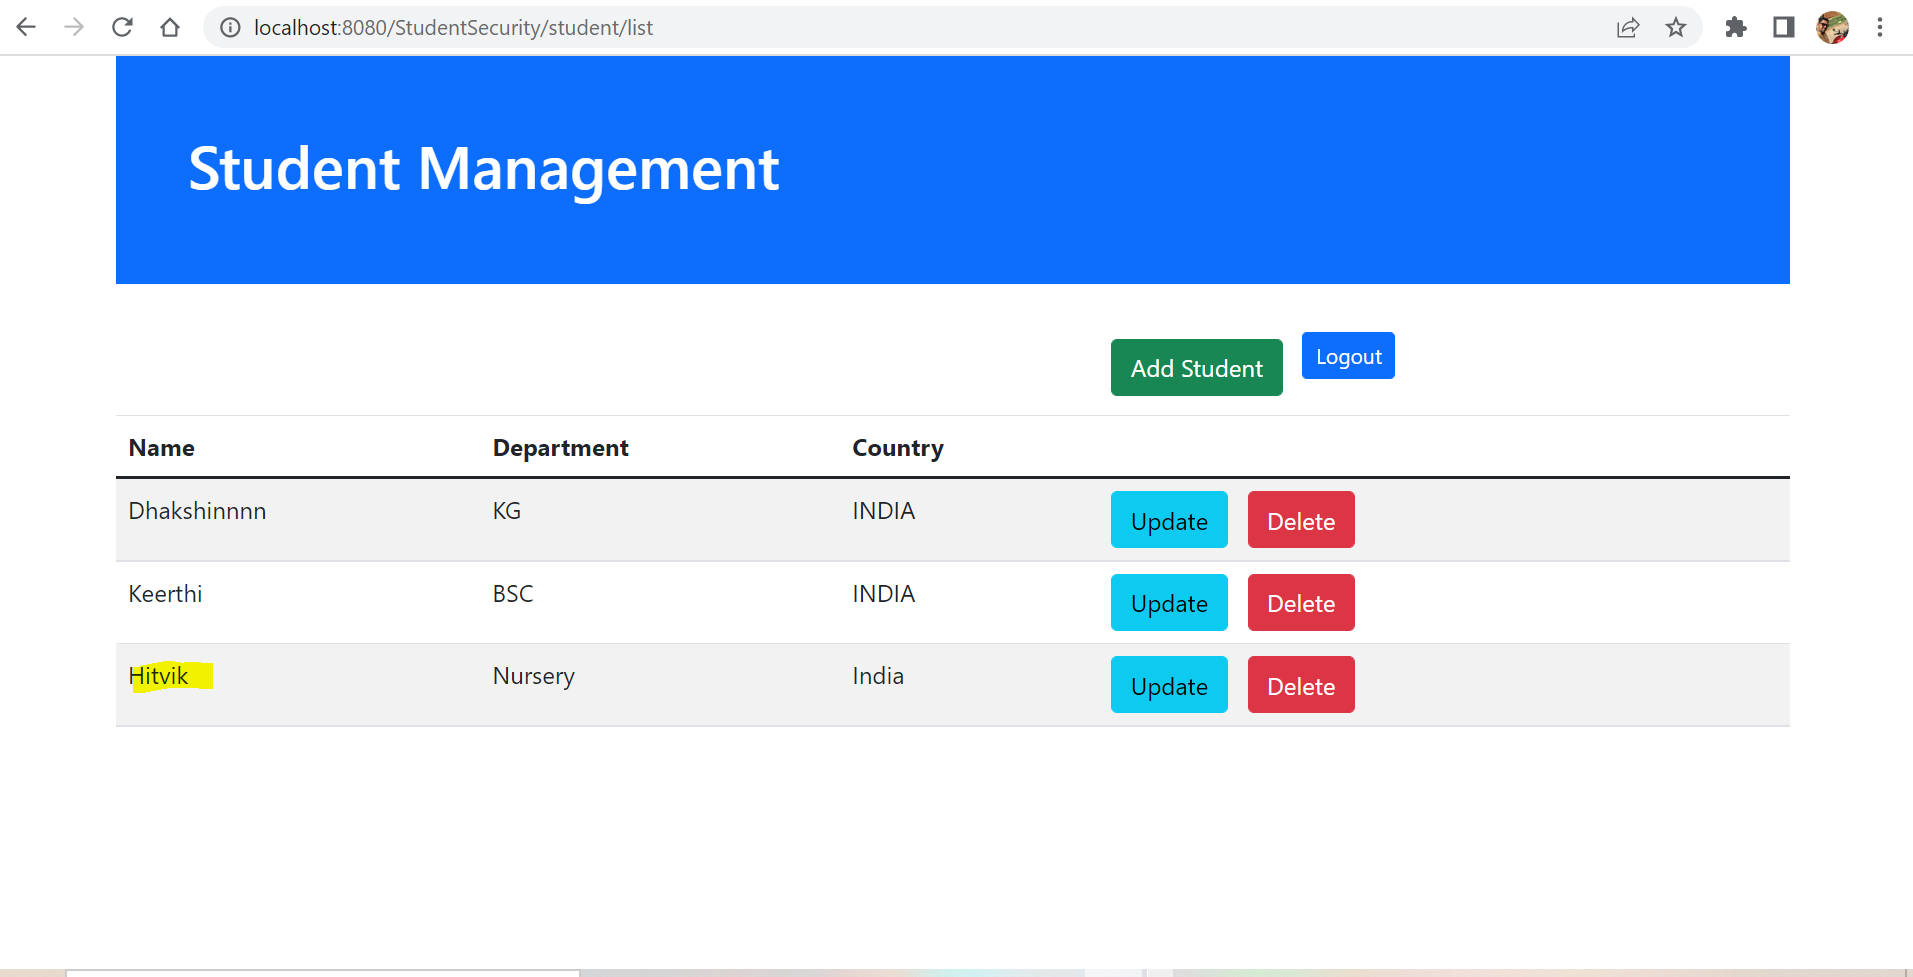 localhost:8080/StudentSecurity/student/list
Student Management
Add Student Logout
Name Department Country
Dhakshinnnn KG INDIA Update Delete
Keerthi BSC INDIA Update Delete
Hitvik Nursery India Update Delete